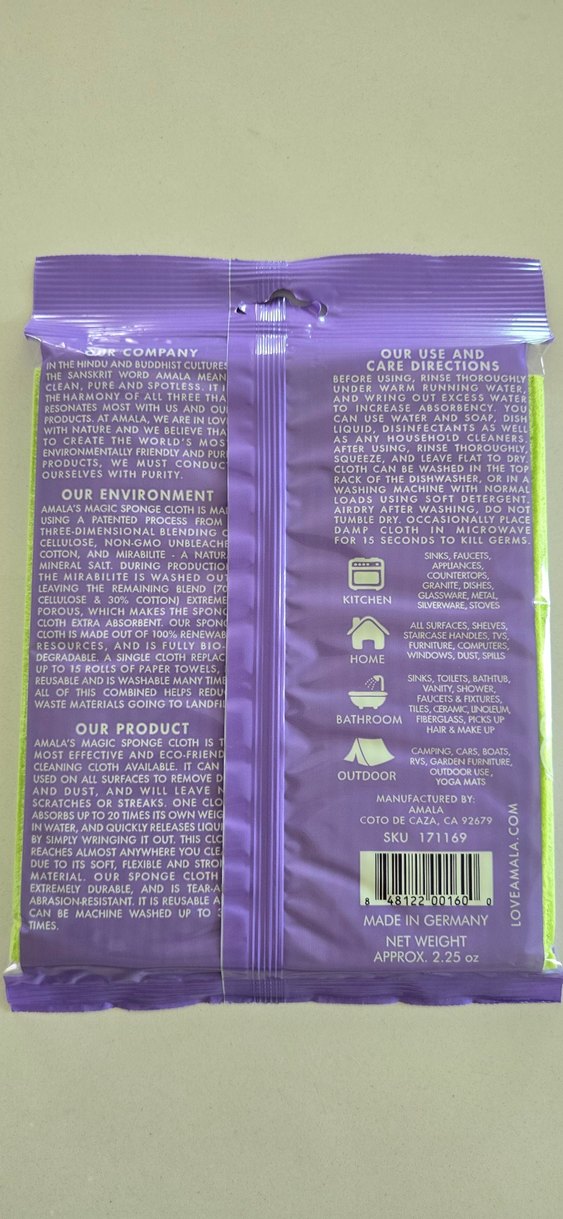 OUR COMPANY
IN THE HINDU AND BUDDHIST CULTURES
THE SANSKRIT WORD AMALA MEAN
CLEAN, PURE AND SPOTLESS. IT I
THE HARMONY OF ALL THREE THA
RESONATES MOST WITH US AND OU
PRODUCTS. AT AMALA, WE ARE IN LOV
WITH NATURE AND WE BELIEVE THA
TO CREATE THE WORLD'S MOS
ENVIRONMENTALLY FRIENDLY AND PUR
PRODUCTS, WE MUST CONDUC
OURSELVES WITH PURITY.
OUR ENVIRONMENT
AMALA'S MAGIC SPONGE CLOTH IS MA
USING A PATENTED PROCESS FROM
THREE-DIMENSIONAL BLENDING O
CELLULOSE, NON-GMO UNBLEACHE
COTTON, AND MIRABILITE - A NATUR
MINERAL SALT. DURING PRODUCTIO
THE MIRABILITE IS WASHED OUT
LEAVING THE REMAINING BLEND (70
CELLULOSE & 30% COTTON) EXTREME
POROUS, WHICH MAKES THE SPONG
CLOTH EXTRA ABSORBENT. OUR SPON
CLOTH IS MADE OUT OF 100% RENEWAB
RESOURCES, AND IS FULLY BIO-
DEGRADABLE. A SINGLE CLOTH REPLAC
UP TO 15 ROLLS OF PAPER TOWELS,
REUSABLE AND IS WASHABLE MANY TIME
ALL OF THIS COMBINED HELPS REDU
WASTE MATERIALS GOING TO LANDFIL
OUR PRODUCT
AMALA'S MAGIC SPONGE CLOTH IS T
MOST EFFECTIVE AND ECO-FRIEND
CLEANING CLOTH AVAILABLE. IT CAN
USED ON ALL SURFACES TO REMOVE D
AND DUST, AND WILL LEAVE N
SCRATCHES OR STREAKS. ONE CLO
ABSORBS UP TO 20 TIMES ITS OWN WEIG
IN WATER, AND QUICKLY RELEASES LIQUI
BY SIMPLY WRINGING IT OUT. THIS CLO
REACHES ALMOST ANYWHERE YOU CLE
DUE TO ITS SOFT, FLEXIBLE AND STRON
MATERIAL. OUR SPONGE CLOTH
EXTREMELY DURABLE, AND IS TEAR-A
ABRASION-RESISTANT. IT IS REUSABLE A
CAN BE MACHINE WASHED UP TO 3
TIMES.
OUR USE AND
CARE DIRECTIONS
BEFORE USING, RINSE THOROUGHLY
UNDER WARM RUNNING WATER,
AND WRING OUT EXCESS WATER
TO INCREASE ABSORBENCY. YOU
CAN USE WATER AND SOAP, DISH
LIQUID, DISINFECTANTS AS WELL
AS ANY HOUSEHOLD CLEANERS.
AFTER USING, RINSE THOROUGHLY,
SQUEEZE, AND LEAVE FLAT TO DRY.
CLOTH CAN BE WASHED IN THE TOP
RACK OF THE DISHWASHER, OR IN A
WASHING MACHINE WITH NORMAL
LOADS USING SOFT DETERGENT.
AIRDRY AFTER WASHING, DO NOT
TUMBLE DRY. OCCASIONALLY PLACE
DAMP CLOTH IN MICROWAVE
FOR 15 SECONDS TO KILL GERMS.
KITCHEN
SINKS, FAUCETS,
APPLIANCES,
COUNTERTOPS,
GRANITE, DISHES,
GLASSWARE, METAL,
SILVERWARE, STOVES
HOME
ALL SURFACES, SHELVES,
STAIRCASE HANDLES, TVS,
FURNITURE, COMPUTERS,
WINDOWS, DUST, SPILLS
BATHROOM
SINKS, TOILETS, BATHTUB,
VANITY, SHOWER,
FAUCETS & FIXTURES,
TILES, CERAMIC, LINOLEUM,
FIBERGLASS, PICKS UP
HAIR & MAKE UP
OUTDOOR
CAMPING, CARS, BOATS,
RVS, GARDEN FURNITURE,
OUTDOOR USE,
YOGA MATS
MANUFACTURED BY:
AMALA
COTO DE CAZA, CA 92679
SKU 171169
8 48122 00160 0
MADE IN GERMANY
NET WEIGHT
APPROX. 2.25 oz
LOVEAMALA.COM